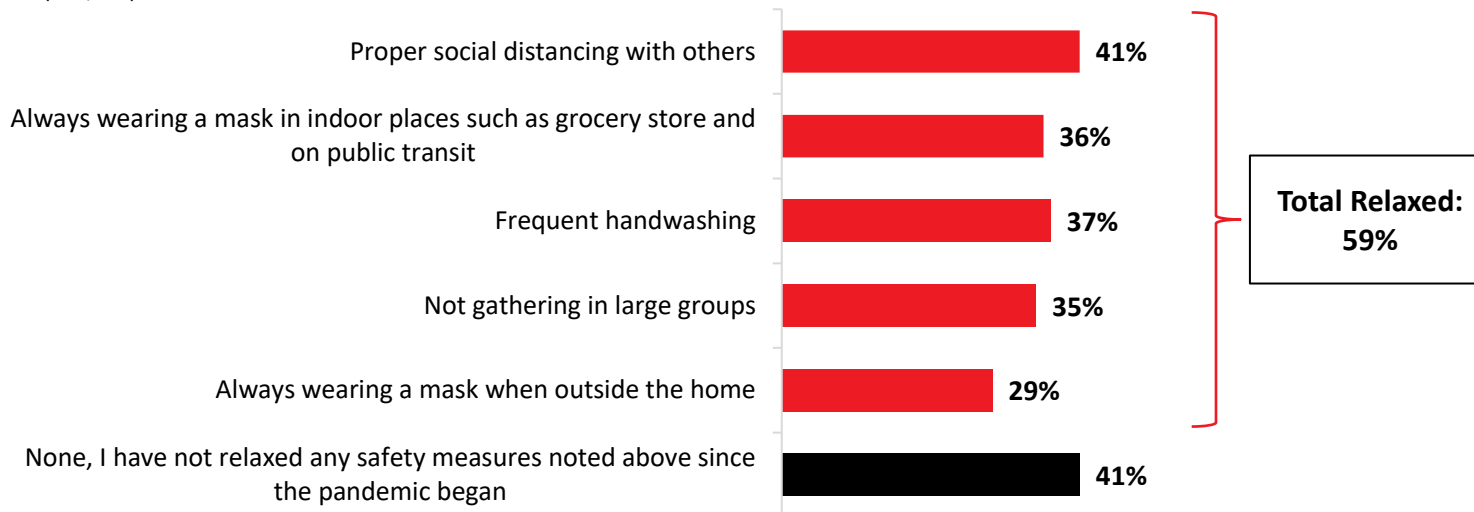 Proper social distancing with others
41%
Always wearing a mask in indoor places such as grocery store and
on public transit
36%
Frequent handwashing
37%
Not gathering in large groups
35%
Always wearing a mask when outside the home
29%
None, I have not relaxed any safety measures noted above since
the pandemic began
41%
Total Relaxed:
59%